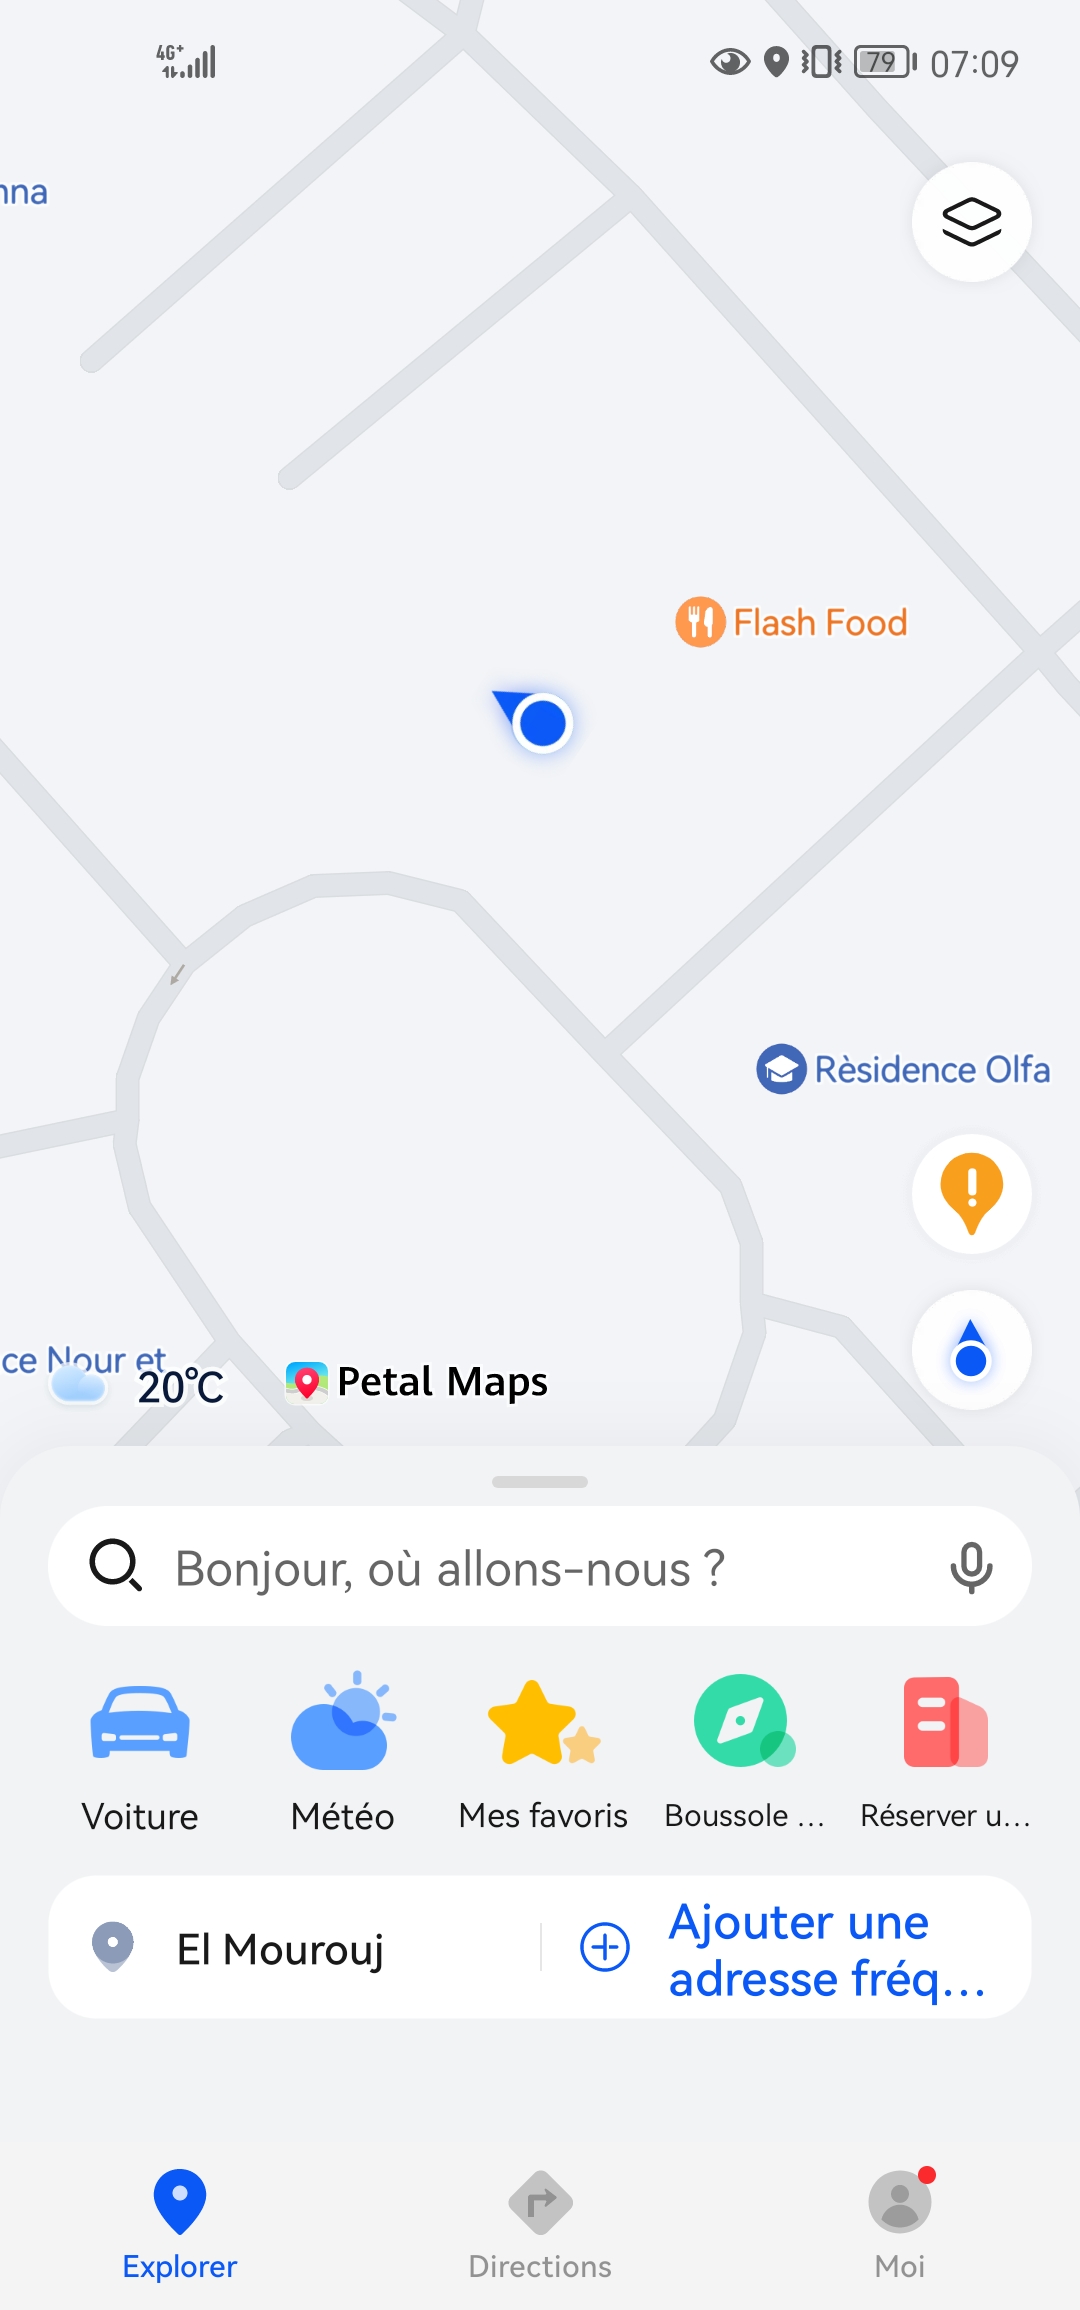 4G+
79
07:09
nna
Flash Food
Rèsidence Olfa
ce Nour et
20°C
Petal Maps
Bonjour, où allons-nous ?
Voiture
Météo
Mes favoris
Boussole ...
Réserver u...
El Mourouj
Ajouter une
adresse fréq...
Explorer
Directions
Moi